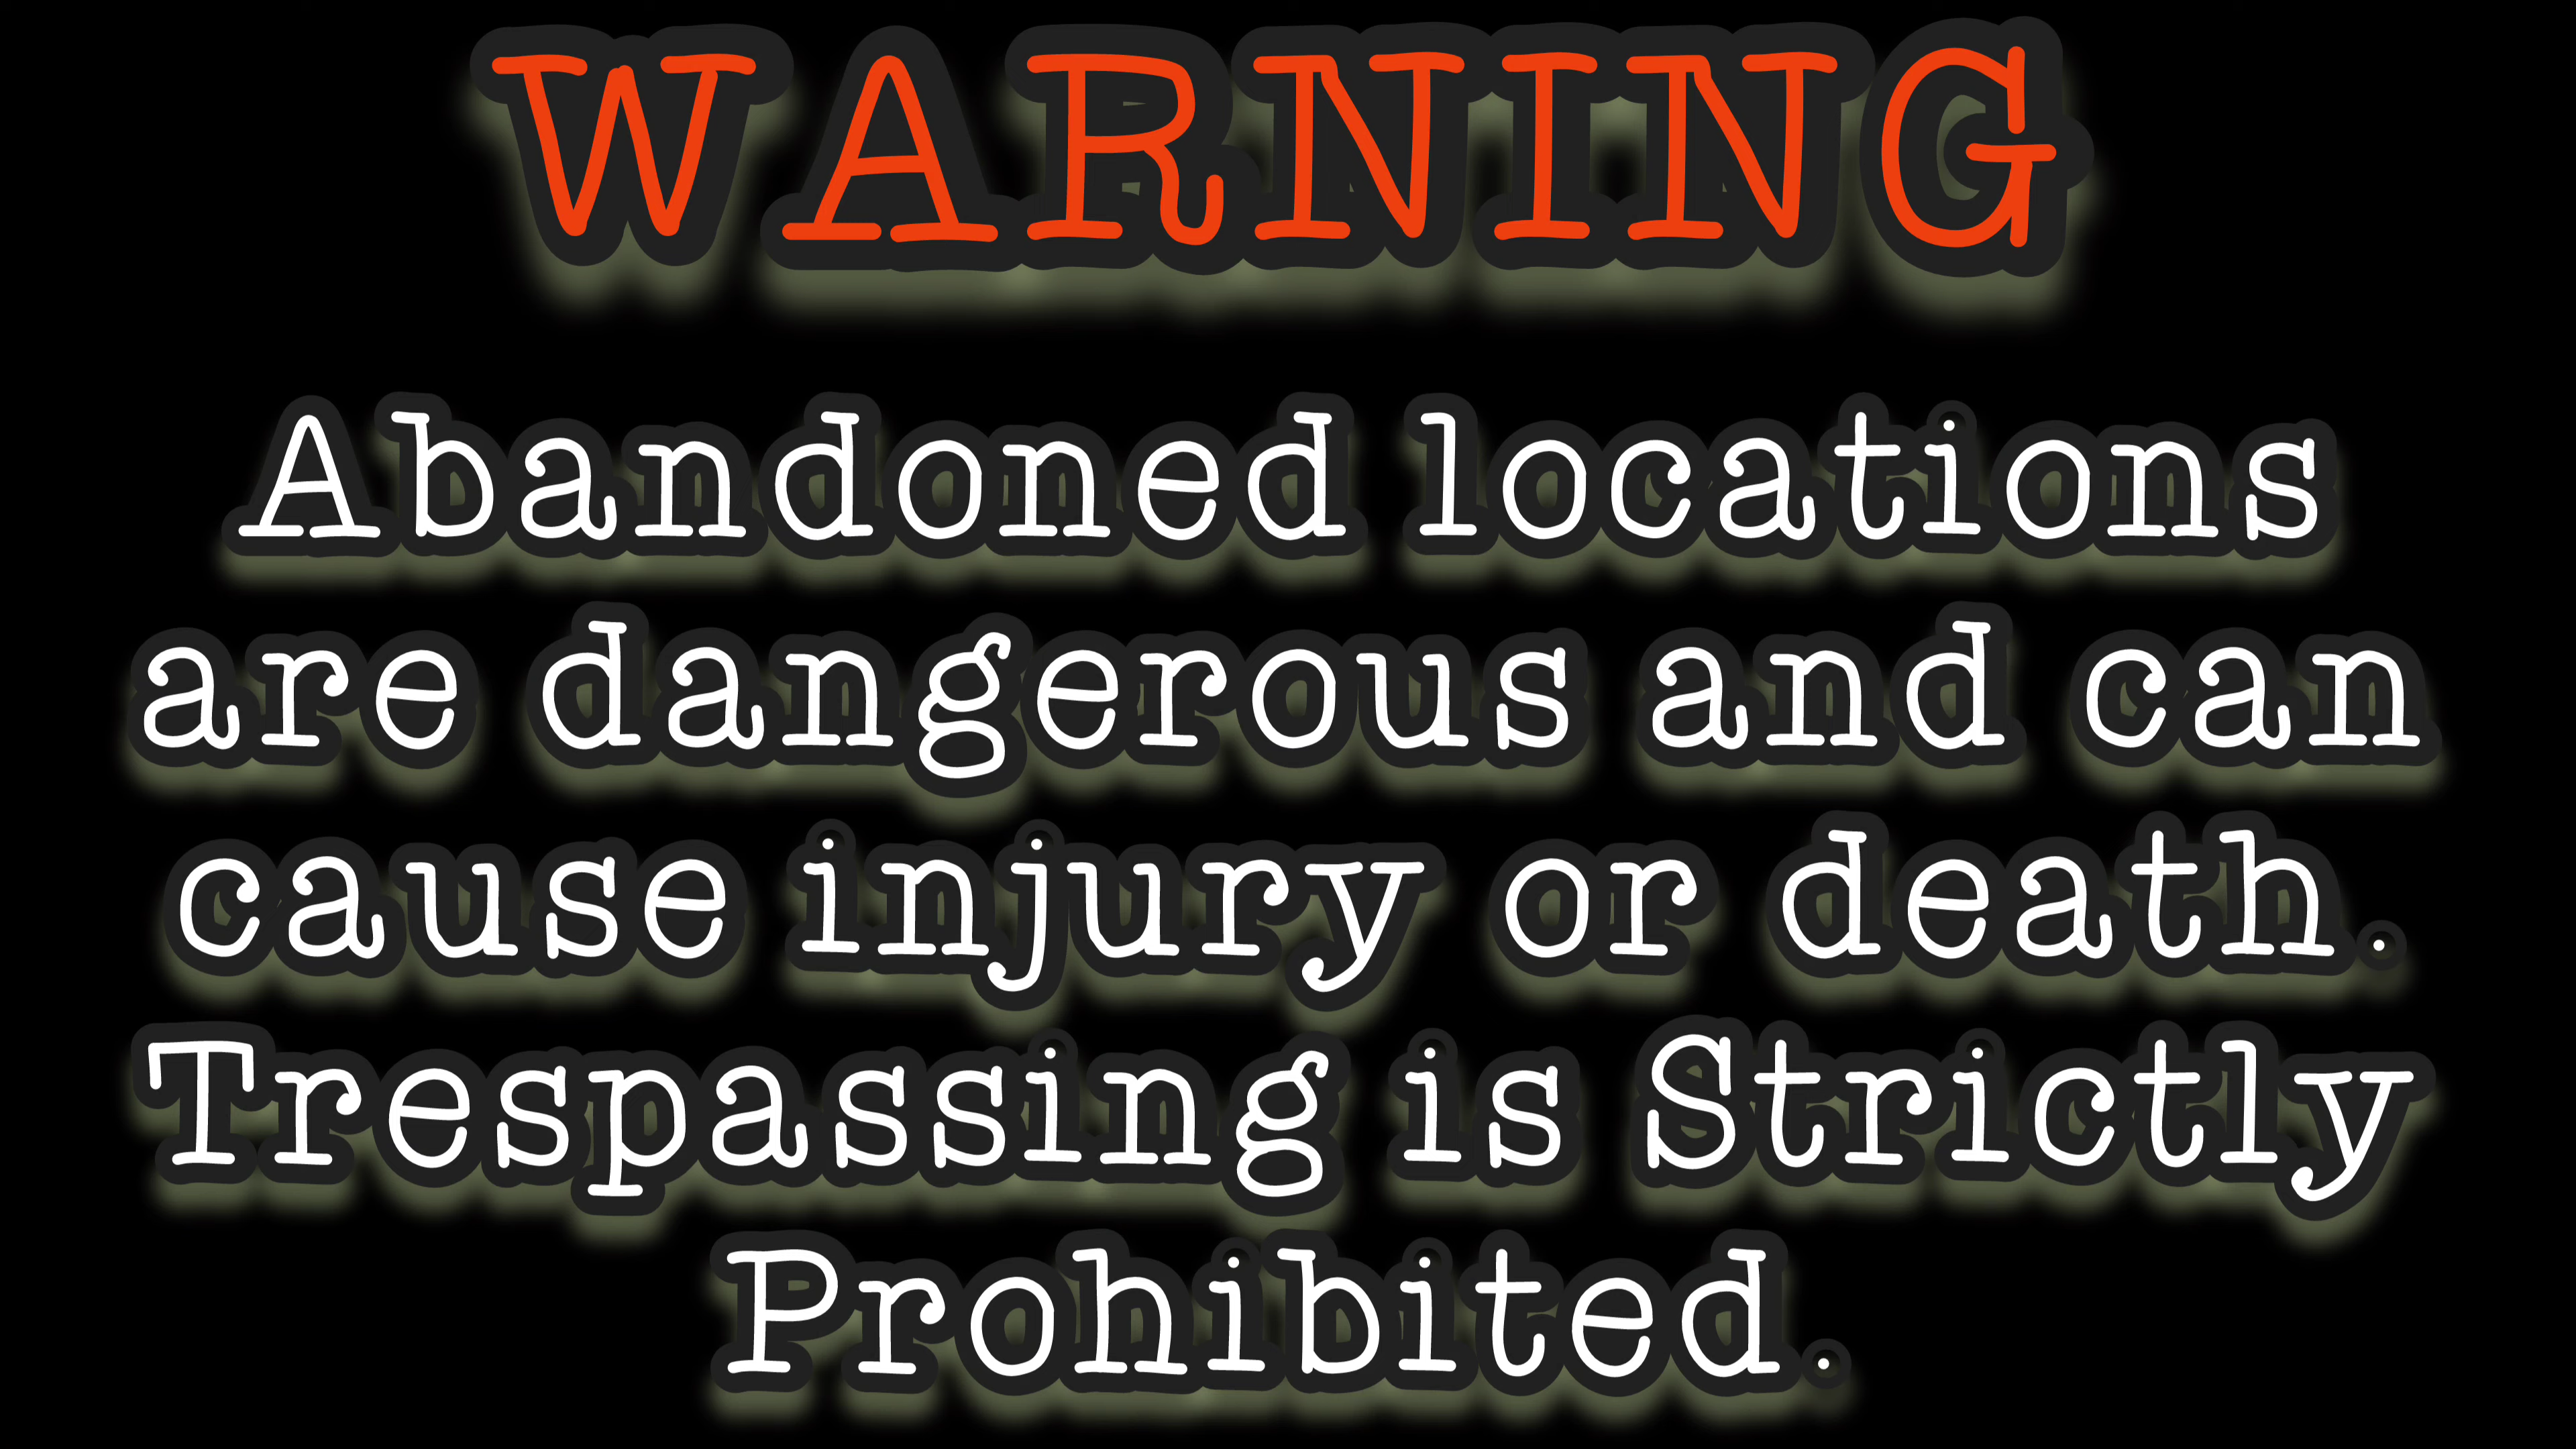 WARNING
Abandoned locations
are dangerous and can
cause injury or death.
Trespassing is Strictly
Prohibited.